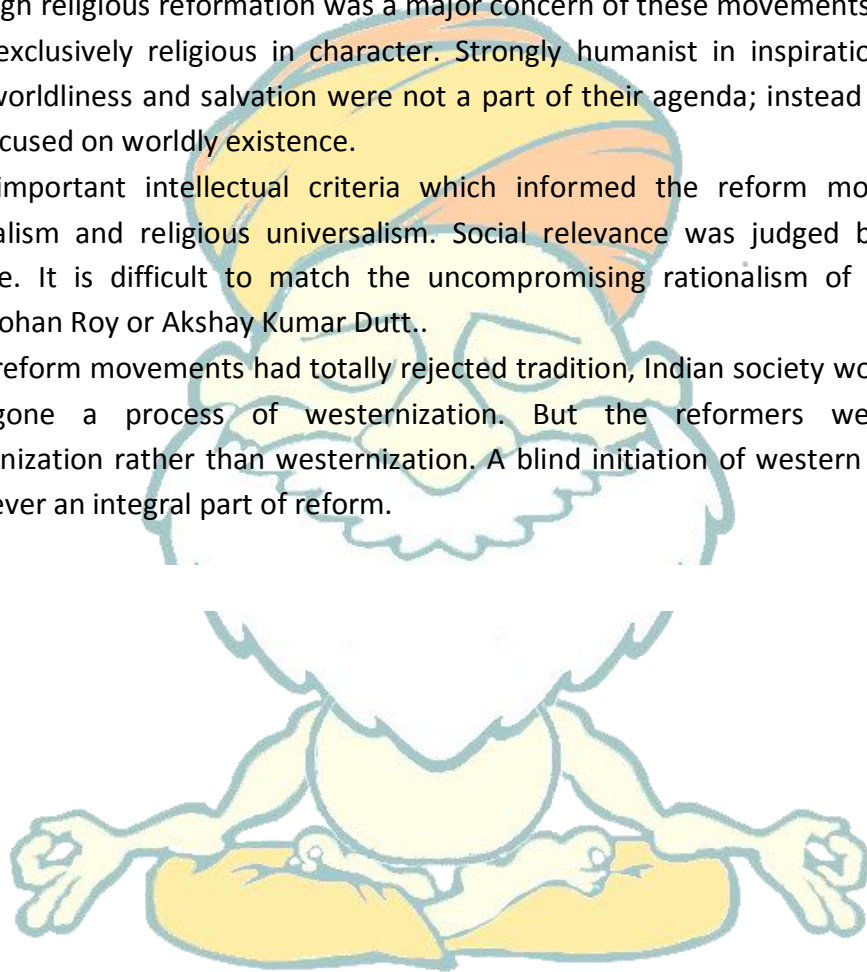 gh religious reformation was a major concern of these movements
exclusively religious in character. Strongly humanist in inspiratio
worldliness and salvation were not a part of their agenda; instead
cused on worldly existence.
important intellectual criteria which informed the reform mo
alism and religious universalism. Social relevance was judged b
e. It is difficult to match the uncompromising rationalism of
ohan Roy or Akshay Kumar Dutt..
reform movements had totally rejected tradition, Indian society wo
gone a process of westernization. But the reformers we
nization rather than westernization. A blind initiation of western
ever an integral part of reform.